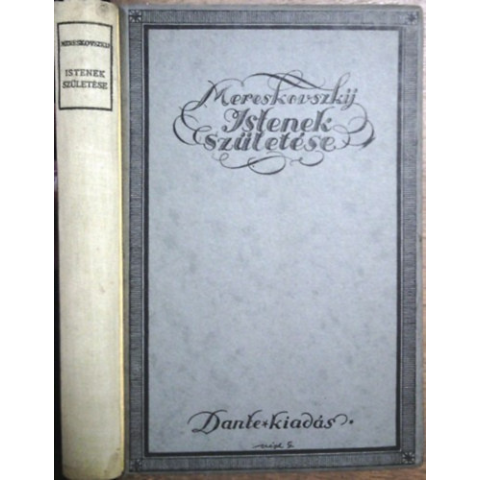 MERESKOVSZKIJ
ISTENEK
SZÜLETÉSE
Mereskovszkij
Istenek
születése
Dante*kiadás.